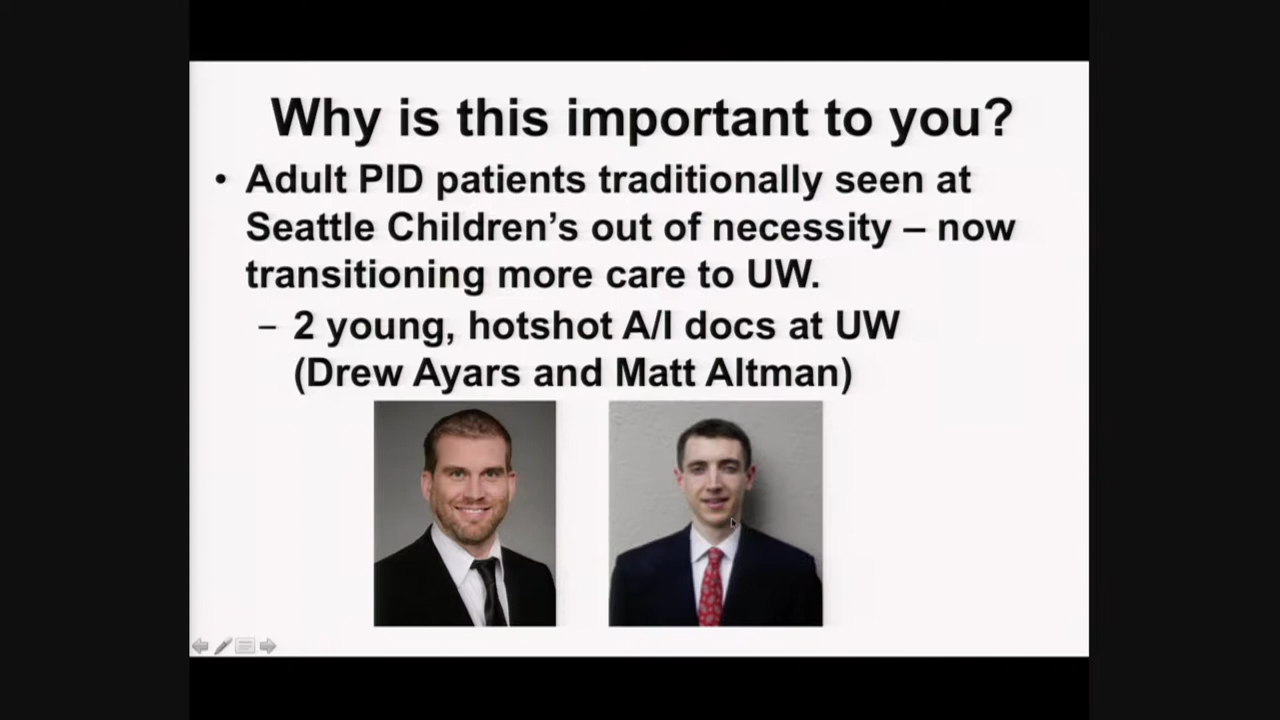 Why is this important to you?
• Adult PID patients traditionally seen at
Seattle Children’s out of necessity – now
transitioning more care to UW.
– 2 young, hotshot A/I docs at UW
(Drew Ayars and Matt Altman)